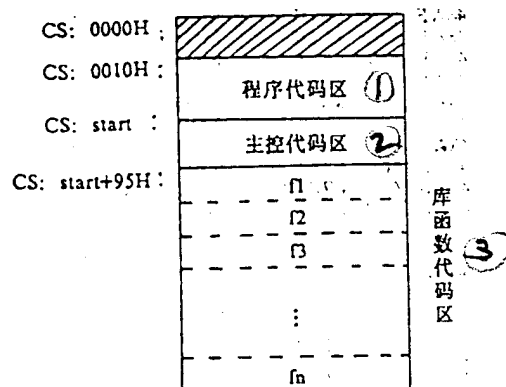 CS: 0000H :
CS: 0010H :
程序代码区 ①
CS: start :
主控代码区 ②
CS: start+95H :
f1
f2
f3
⋮
fn
库函数代码区 ③